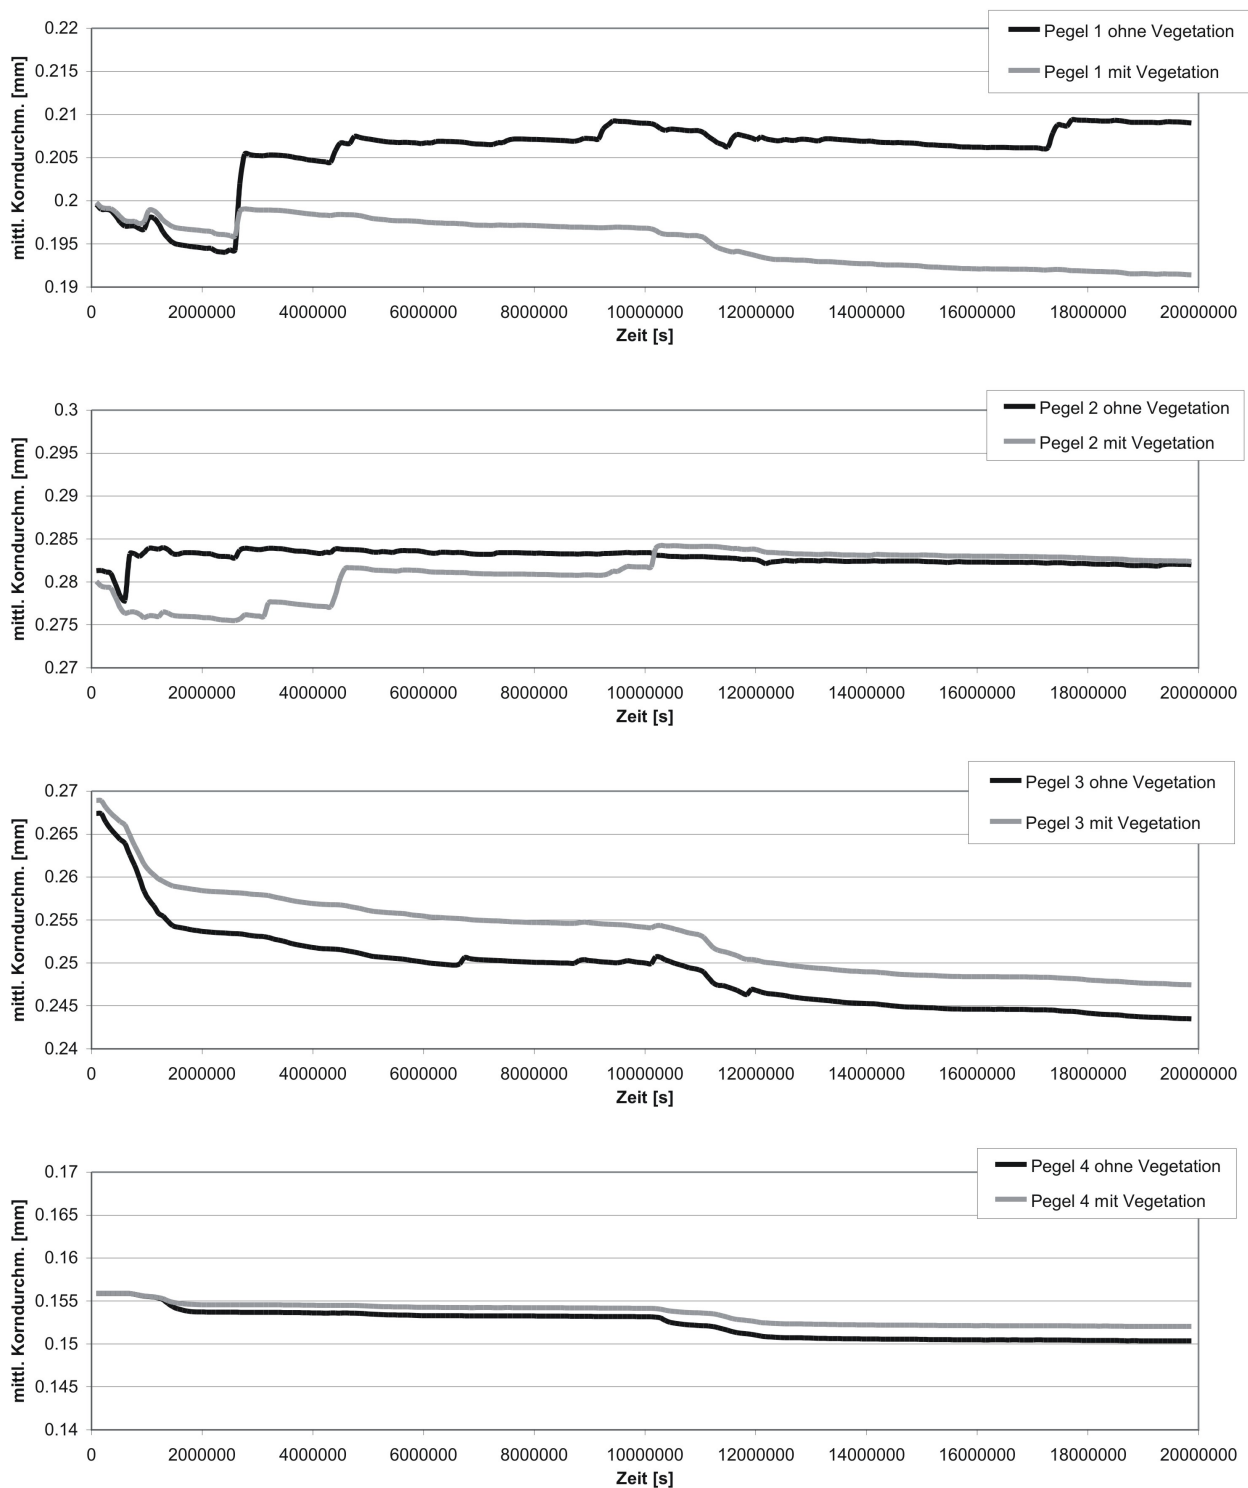 Pegel 1 ohne Vegetation
Pegel 1 mit Vegetation
mittl. Korndurchm. [mm]
0.22
0.215
0.21
0.205
0.2
0.195
0.19
0 2000000 4000000 6000000 8000000 10000000 12000000 14000000 16000000 18000000 20000000
Zeit [s]
Pegel 2 ohne Vegetation
Pegel 2 mit Vegetation
mittl. Korndurchm. [mm]
0.3
0.295
0.29
0.285
0.28
0.275
0.27
0 2000000 4000000 6000000 8000000 10000000 12000000 14000000 16000000 18000000 20000000
Zeit [s]
Pegel 3 ohne Vegetation
Pegel 3 mit Vegetation
mittl. Korndurchm. [mm]
0.27
0.265
0.26
0.255
0.25
0.245
0.24
0 2000000 4000000 6000000 8000000 10000000 12000000 14000000 16000000 18000000 20000000
Zeit [s]
Pegel 4 ohne Vegetation
Pegel 4 mit Vegetation
mittl. Korndurchm. [mm]
0.17
0.165
0.16
0.155
0.15
0.145
0.14
0 2000000 4000000 6000000 8000000 10000000 12000000 14000000 16000000 18000000 20000000
Zeit [s]